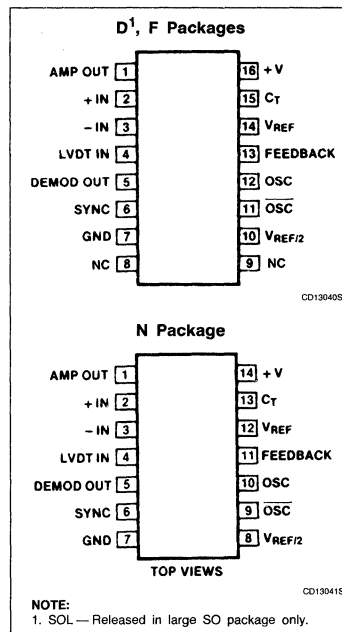 D¹, F Packages
AMP OUT 1 16 +V
+ IN 2 15 CT
– IN 3 14 VREF
LVDT IN 4 13 FEEDBACK
DEMOD OUT 5 12 OSC
SYNC 6 11 O̅S̅C̅
GND 7 10 VREF/2
NC 8 9 NC
CD13040S
N Package
AMP OUT 1 14 +V
+ IN 2 13 CT
– IN 3 12 VREF
LVDT IN 4 11 FEEDBACK
DEMOD OUT 5 10 OSC
SYNC 6 9 O̅S̅C̅
GND 7 8 VREF/2
TOP VIEWS
CD13041S
NOTE:
1. SOL — Released in large SO package only.